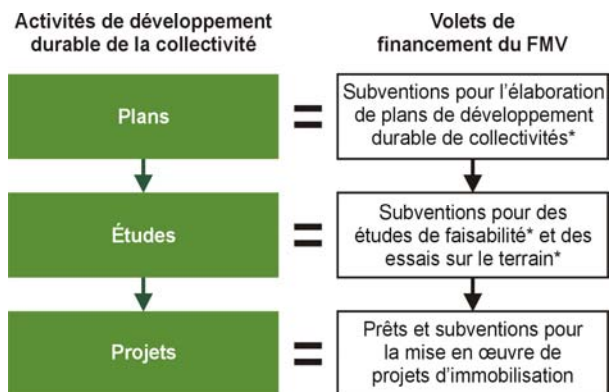 Activités de développement
durable de la collectivité
Volets de
financement du FMV
Plans
=
Subventions pour l'élaboration
de plans de développement
durable de collectivités*
Études
=
Subventions pour des
études de faisabilité* et des
essais sur le terrain*
Projets
=
Prêts et subventions pour
la mise en œuvre de
projets d'immobilisation